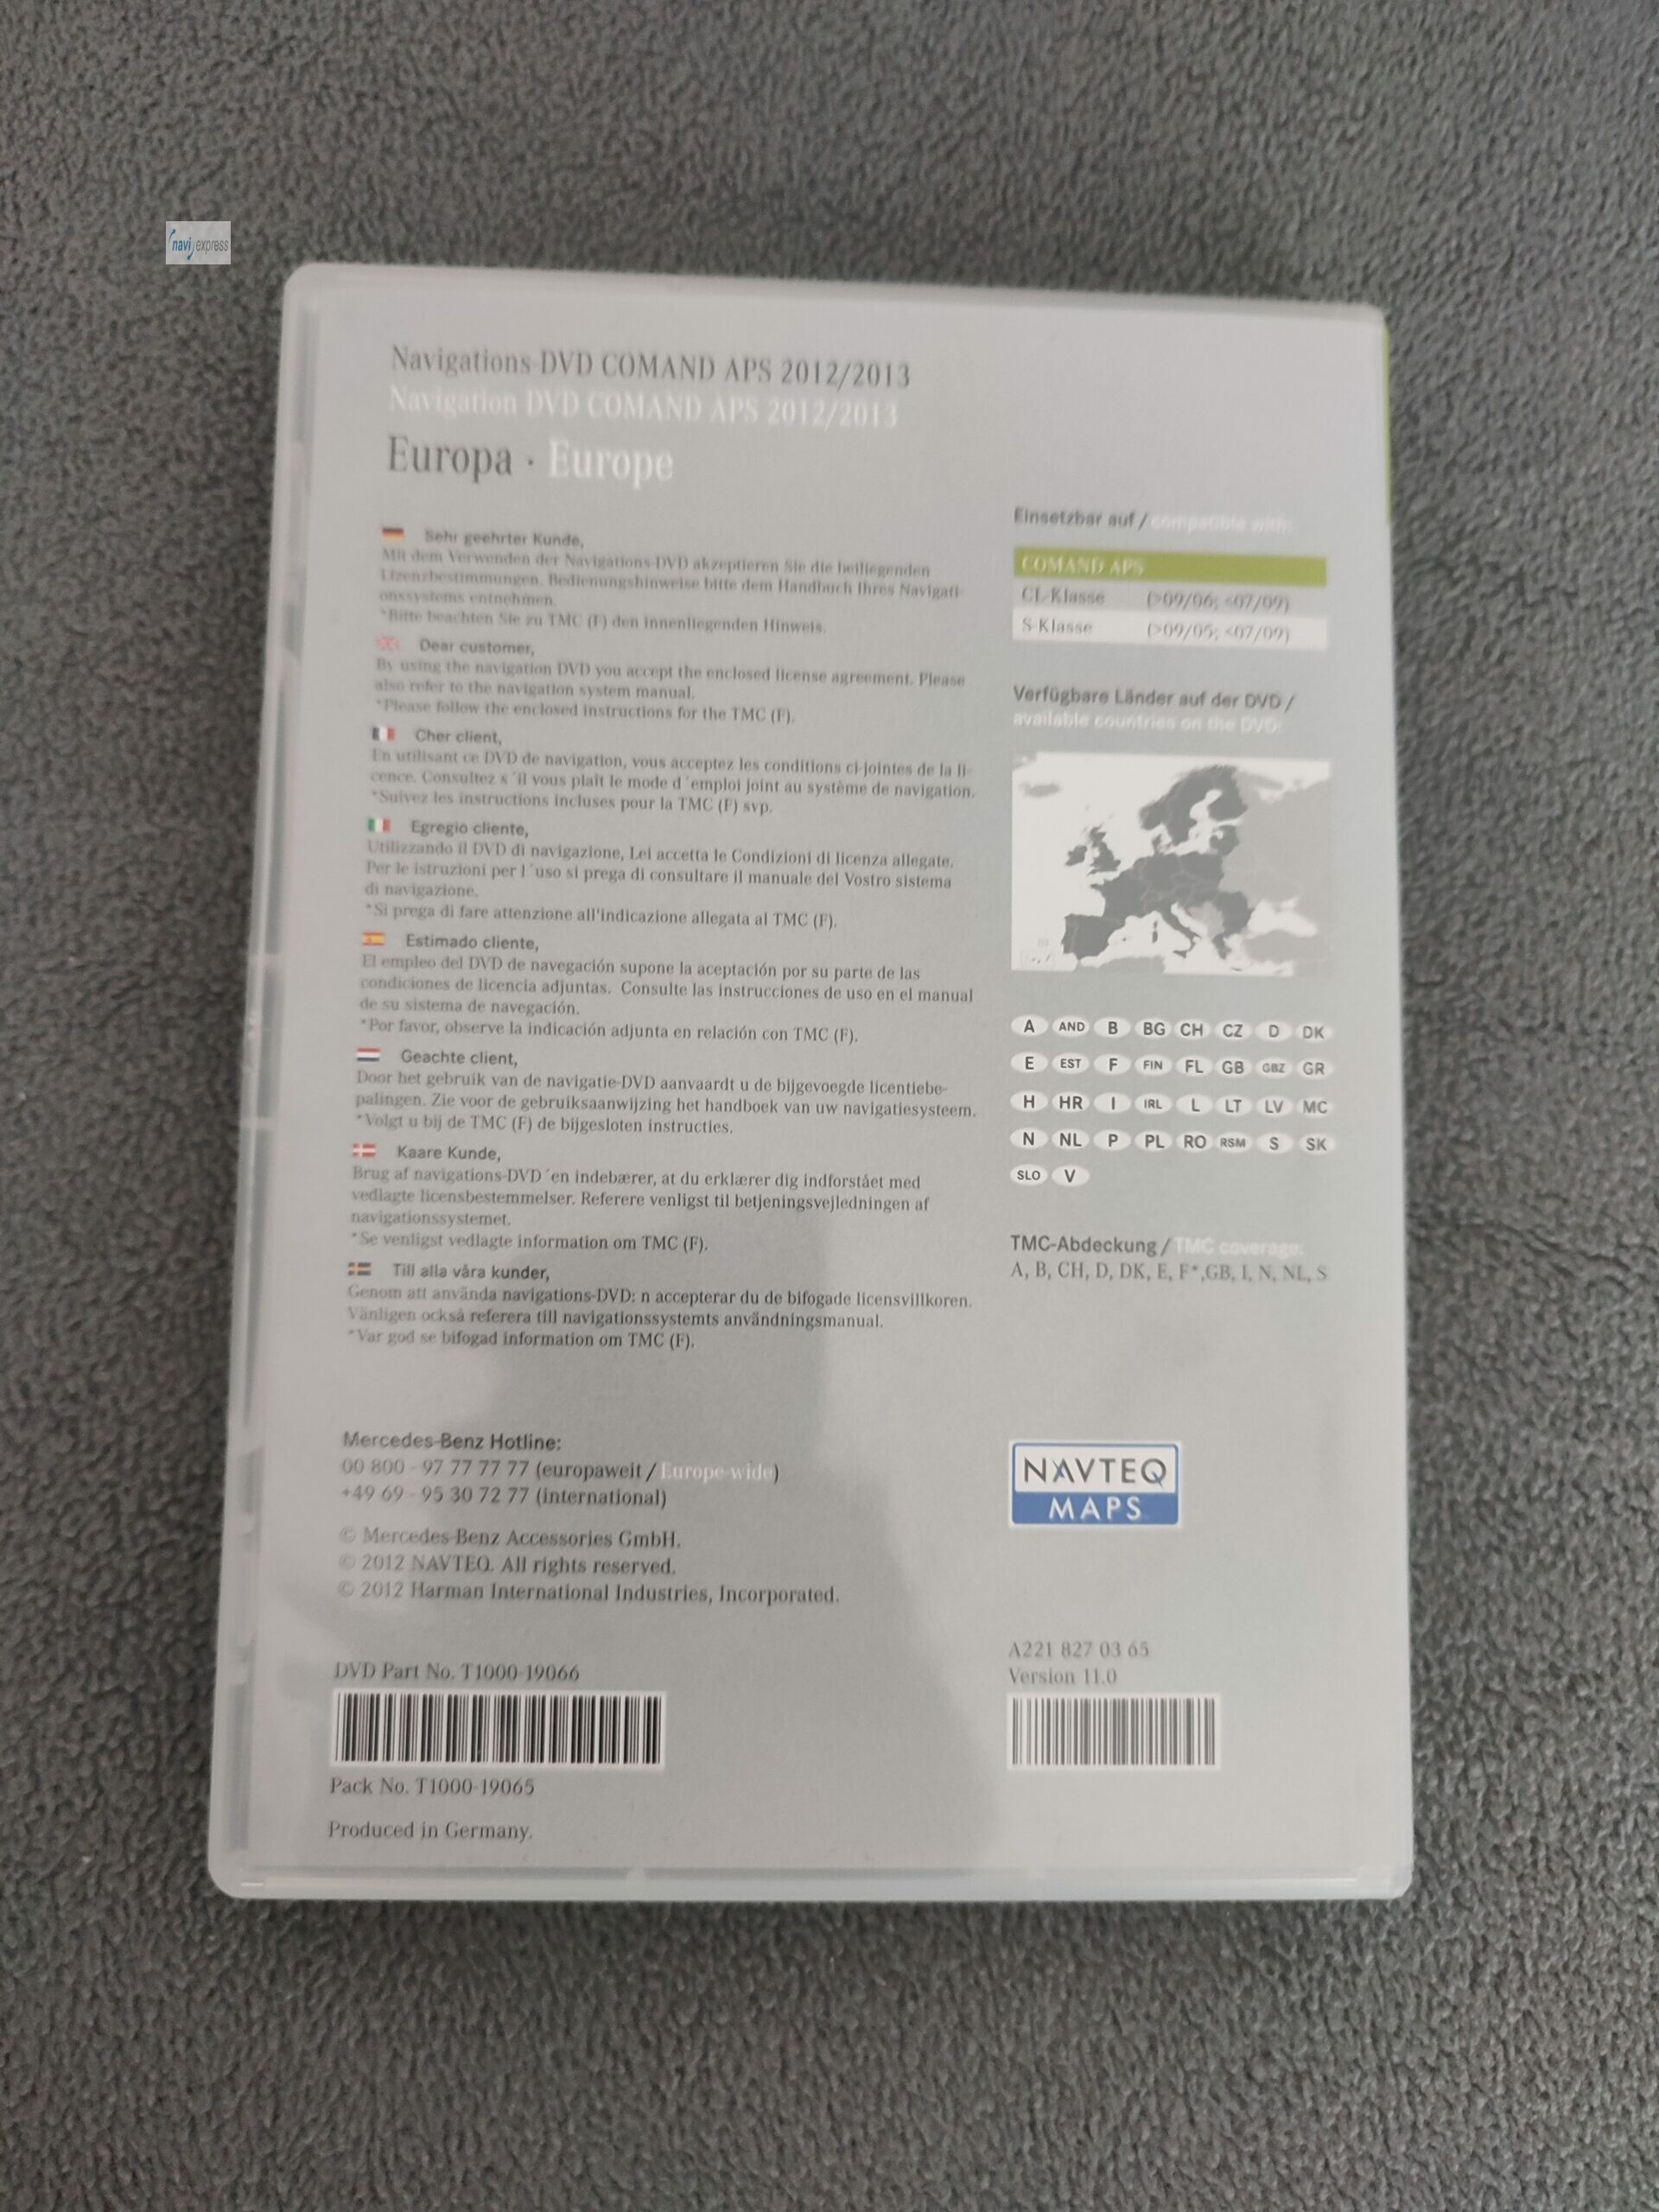 navi express
Navigations-DVD COMAND APS 2012/2013
Navigation DVD COMAND APS 2012/2013
Europa · Europe
Sehr geehrter Kunde,
Mit dem Verwenden der Navigations-DVD akzeptieren Sie die beiliegenden
Lizenzbestimmungen. Bedienungshinweise bitte dem Handbuch Ihres Navigati-
onssystems entnehmen.
*Bitte beachten Sie zu TMC (F) den innenliegenden Hinweis.
Dear customer,
By using the navigation DVD you accept the enclosed license agreement. Please
also refer to the navigation system manual.
*Please follow the enclosed instructions for the TMC (F).
Cher client,
En utilisant ce DVD de navigation, vous acceptez les conditions ci-jointes de la li-
cence. Consultez s´il vous plaît le mode d´emploi joint au système de navigation.
*Suivez les instructions incluses pour la TMC (F) svp.
Egregio cliente,
Utilizzando il DVD di navigazione, Lei accetta le Condizioni di licenza allegate.
Per le istruzioni per l´uso si prega di consultare il manuale del Vostro sistema
di navigazione.
*Si prega di fare attenzione all'indicazione allegata al TMC (F).
Estimado cliente,
El empleo del DVD de navegación supone la aceptación por su parte de las
condiciones de licencia adjuntas. Consulte las instrucciones de uso en el manual
de su sistema de navegación.
*Por favor, observe la indicación adjunta en relación con TMC (F).
Geachte client,
Door het gebruik van de navigatie-DVD aanvaardt u de bijgevoegde licentiebe-
palingen. Zie voor de gebruiksaanwijzing het handboek van uw navigatiesysteem.
*Volgt u bij de TMC (F) de bijgesloten instructies.
Kaare Kunde,
Brug af navigations-DVD´en indebærer, at du erklærer dig indforstået med
vedlagte licensbestemmelser. Referere venligst til betjeningsvejledningen af
navigationssystemet.
*Se venligst vedlagte information om TMC (F).
Till alla våra kunder,
Genom att använda navigations-DVD: n accepterar du de bifogade licensvillkoren.
Vänligen också referera till navigationssystemts användningsmanual.
*Var god se bifogad information om TMC (F).
Mercedes-Benz Hotline:
00 800 - 97 77 77 77 (europaweit / Europe-wide)
+49 69 - 95 30 72 77 (international)
© Mercedes-Benz Accessories GmbH.
© 2012 NAVTEQ. All rights reserved.
© 2012 Harman International Industries, Incorporated.
DVD Part No. T1000-19066
Pack No. T1000-19065
Produced in Germany.
Einsetzbar auf / compatible with:
COMAND APS
CL-Klasse (>09/06; <07/09)
S-Klasse (>09/05; <07/09)
Verfügbare Länder auf der DVD /
available countries on the DVD:
A AND B BG CH CZ D DK
E EST F FIN FL GB GBZ GR
H HR I IRL L LT LV MC
N NL P PL RO RSM S SK
SLO V
TMC-Abdeckung / TMC coverage:
A, B, CH, D, DK, E, F*,GB, I, N, NL, S
NAVTEQ
MAPS
A221 827 03 65
Version 11.0